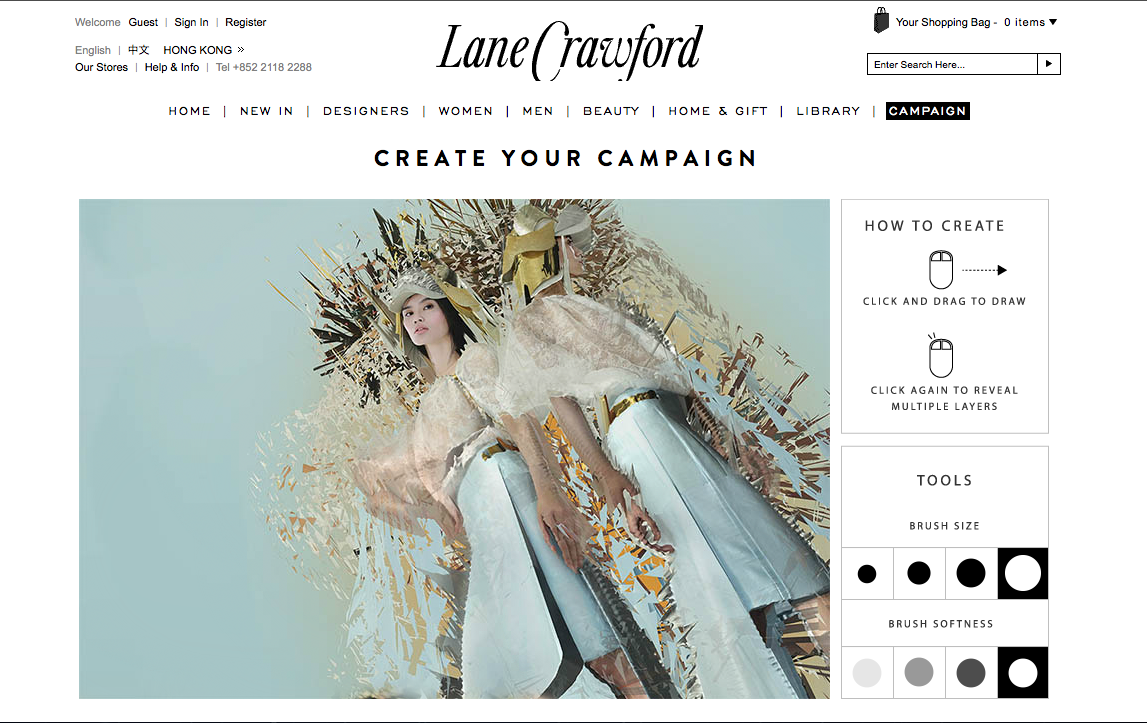 Welcome Guest | Sign In | Register
English | 中文 HONG KONG »
Our Stores | Help & Info | Tel +852 2118 2288
Lane Crawford
Your Shopping Bag - 0 items
Enter Search Here...
HOME | NEW IN | DESIGNERS | WOMEN | MEN | BEAUTY | HOME & GIFT | LIBRARY | CAMPAIGN
CREATE YOUR CAMPAIGN
HOW TO CREATE
CLICK AND DRAG TO DRAW
CLICK AGAIN TO REVEAL
MULTIPLE LAYERS
TOOLS
BRUSH SIZE
BRUSH SOFTNESS